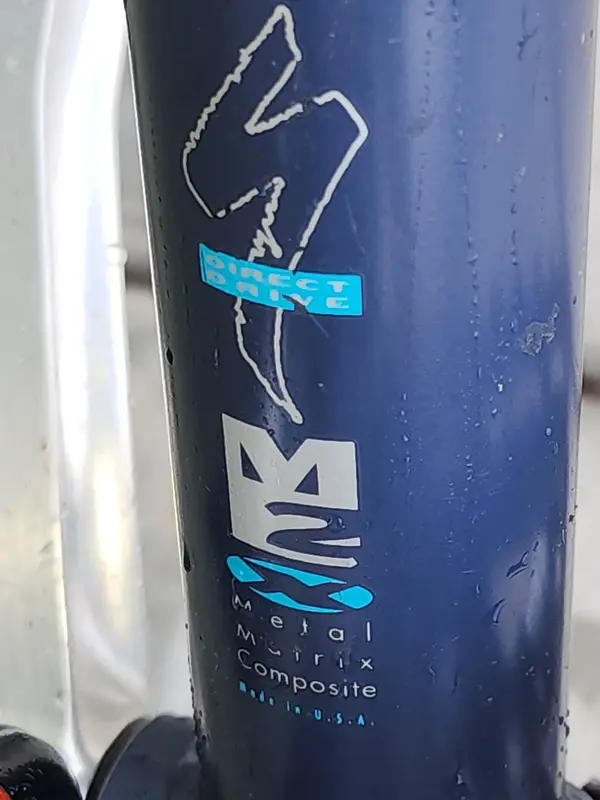 DIRECT
DRIVE
Metal
Matrix
Composite
Made in U.S.A.